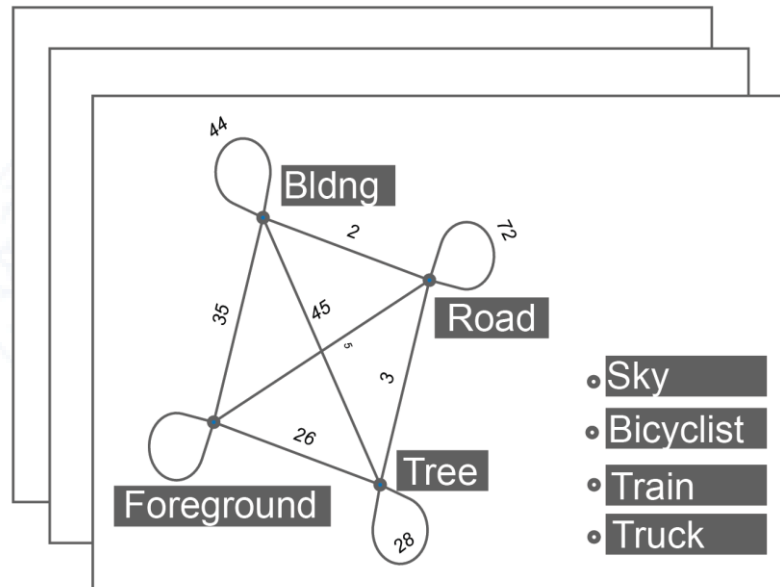 44
Bldng
2
72
35
45
Road
5
3
Sky
26
Bicyclist
Tree
Foreground
Train
28
Truck